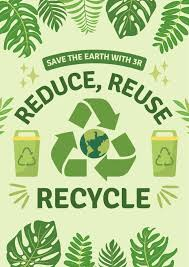 SAVE THE EARTH WITH 3R
REDUCE, REUSE
RECYCLE